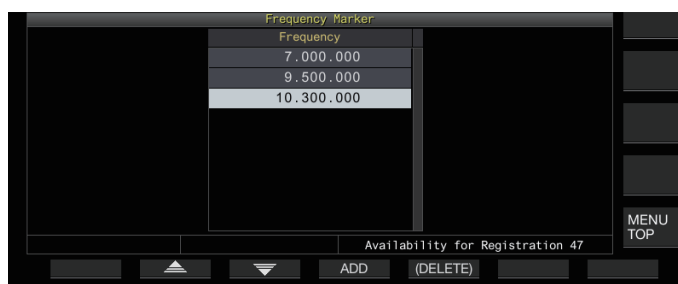 Frequency Marker
Frequency
7.000.000
9.500.000
10.300.000
Availability for Registration 47
MENU
TOP
ADD
(DELETE)